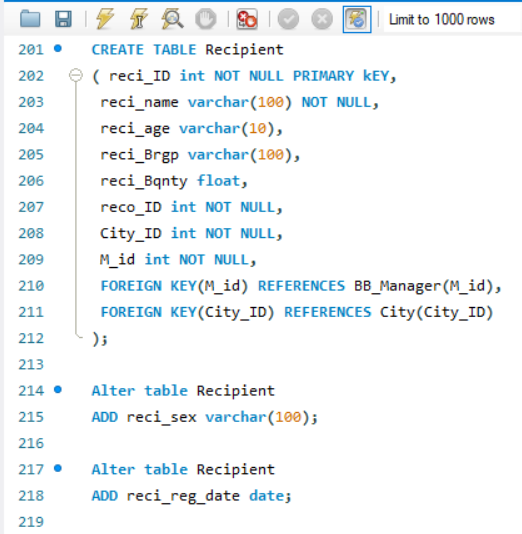 Limit to 1000 rows
201 CREATE TABLE Recipient
202 ( reci_ID int NOT NULL PRIMARY kEY,
203 reci_name varchar(100) NOT NULL,
204 reci_age varchar(10),
205 reci_Brgp varchar(100),
206 reci_Bqnty float,
207 reco_ID int NOT NULL,
208 City_ID int NOT NULL,
209 M_id int NOT NULL,
210 FOREIGN KEY(M_id) REFERENCES BB_Manager(M_id),
211 FOREIGN KEY(City_ID) REFERENCES City(City_ID)
212 );
213
214 Alter table Recipient
215 ADD reci_sex varchar(100);
216
217 Alter table Recipient
218 ADD reci_reg_date date;
219